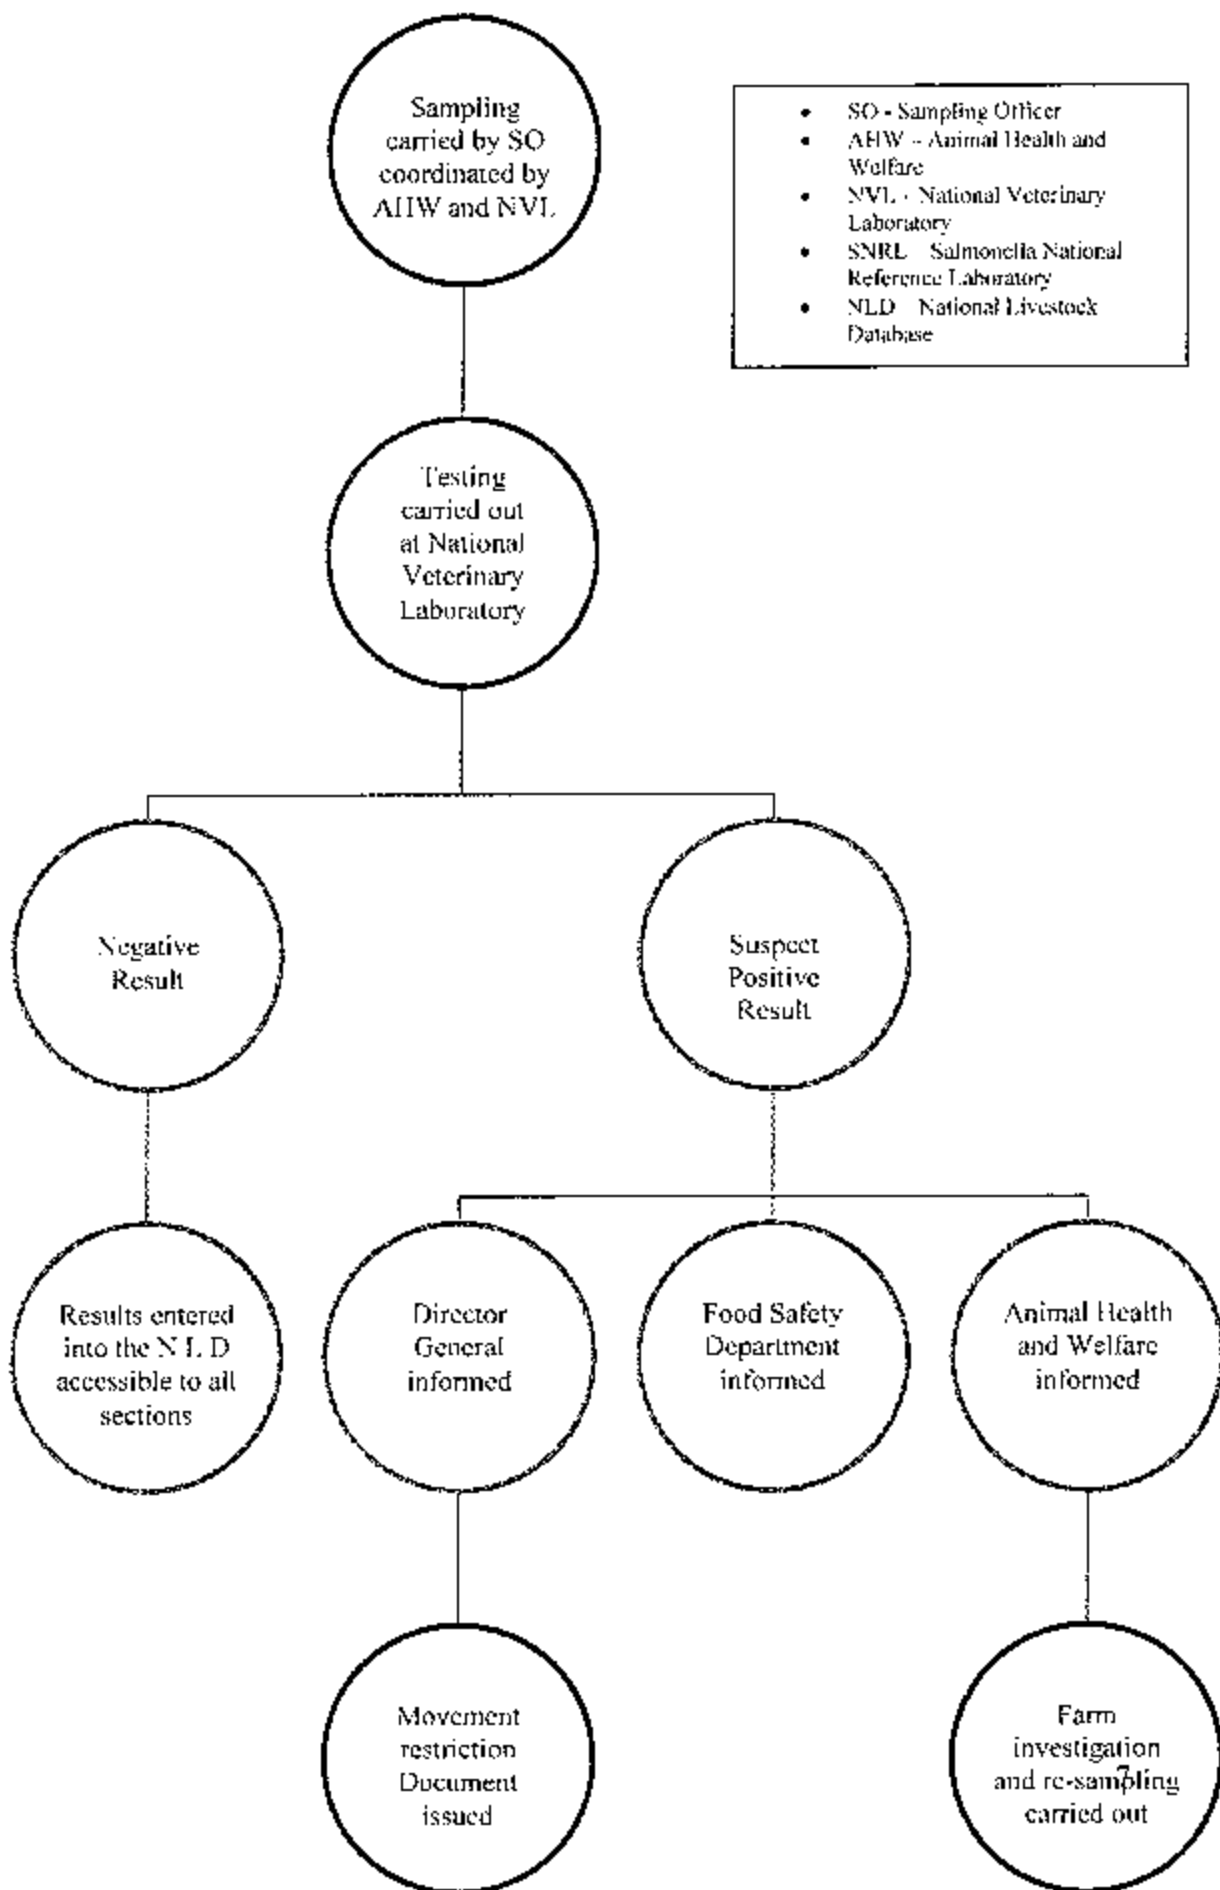 Sampling
carried by SO
coordinated by
AHW and NVL
• SO - Sampling Officer
• AHW – Animal Health and
Welfare
• NVL - National Veterinary
Laboratory
• SNRL – Salmonella National
Reference Laboratory
• NLD – National Livestock
Database
Testing
carried out
at National
Veterinary
Laboratory
Negative
Result
Suspect
Positive
Result
Results entered
into the N L D
accessible to all
sections
Director
General
informed
Food Safety
Department
informed
Animal Health
and Welfare
informed
Movement
restriction
Document
issued
Farm
investigation
and re-sampling
carried out
7